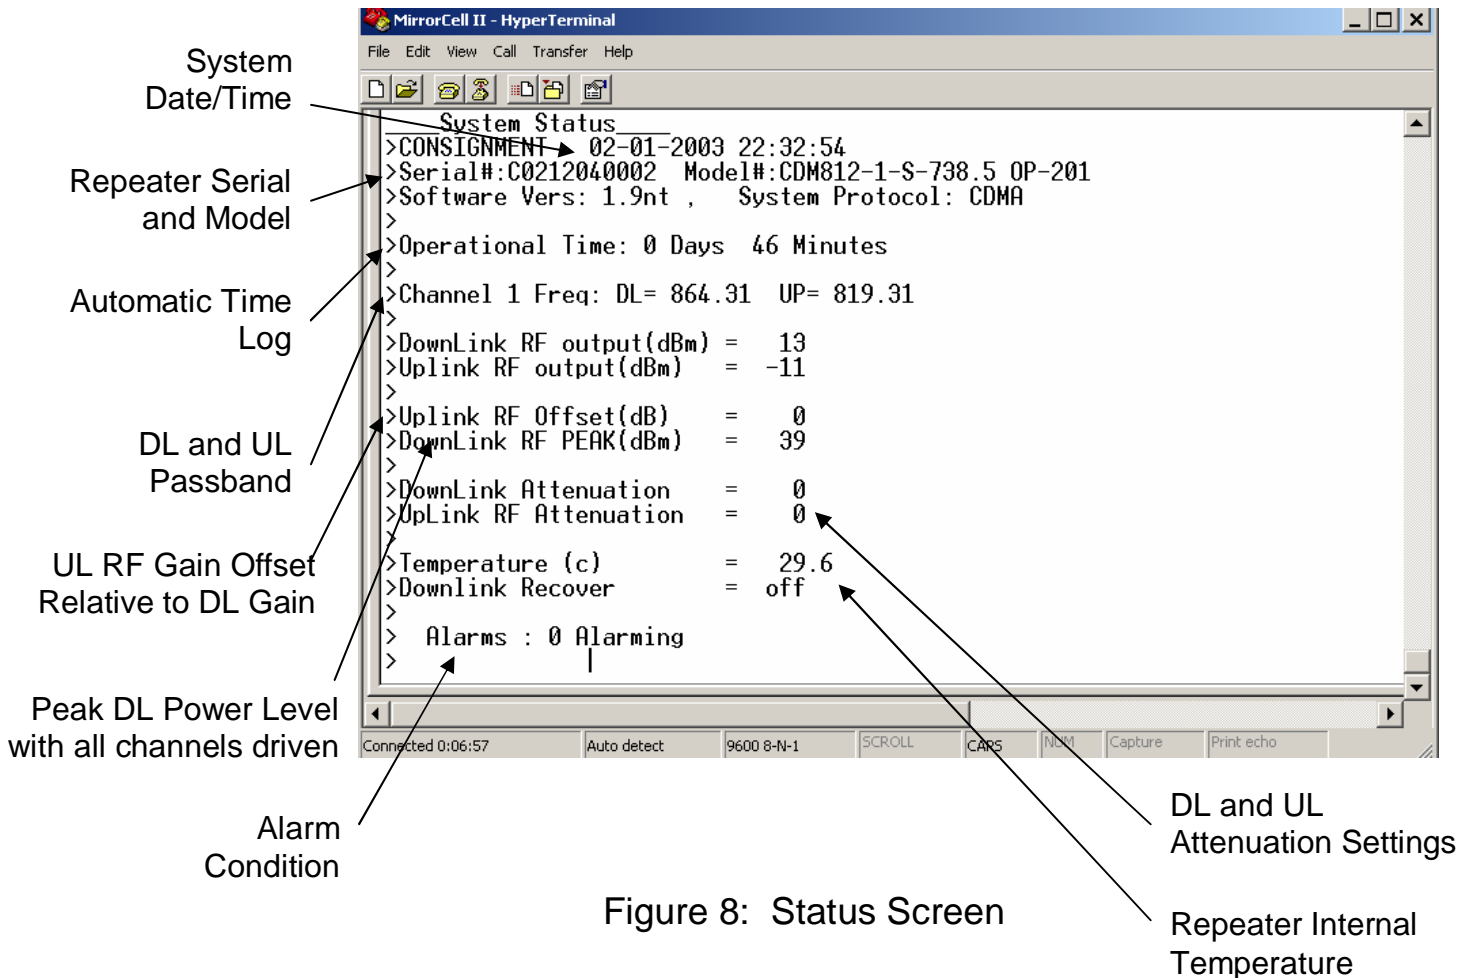 MirrorCell II - HyperTerminal
File Edit View Call Transfer Help
____System Status____
>CONSIGNMENT 02-01-2003 22:32:54
>Serial#:C0212040002 Model#:CDM812-1-S-738.5 OP-201
>Software Vers: 1.9nt , System Protocol: CDMA
>
>Operational Time: 0 Days 46 Minutes
>
>Channel 1 Freq: DL= 864.31 UP= 819.31
>
>DownLink RF output(dBm) = 13
>Uplink RF output(dBm) = -11
>
>Uplink RF Offset(dB) = 0
>DownLink RF PEAK(dBm) = 39
>
>DownLink Attenuation = 0
>UpLink RF Attenuation = 0
>
>Temperature (c) = 29.6
>Downlink Recover = off
>
> Alarms : 0 Alarming
>
Connected 0:06:57 Auto detect 9600 8-N-1 SCROLL CAPS NUM Capture Print echo
System
Date/Time
Repeater Serial
and Model
Automatic Time
Log
DL and UL
Passband
UL RF Gain Offset
Relative to DL Gain
Peak DL Power Level
with all channels driven
Alarm
Condition
DL and UL
Attenuation Settings
Repeater Internal
Temperature
Figure 8: Status Screen